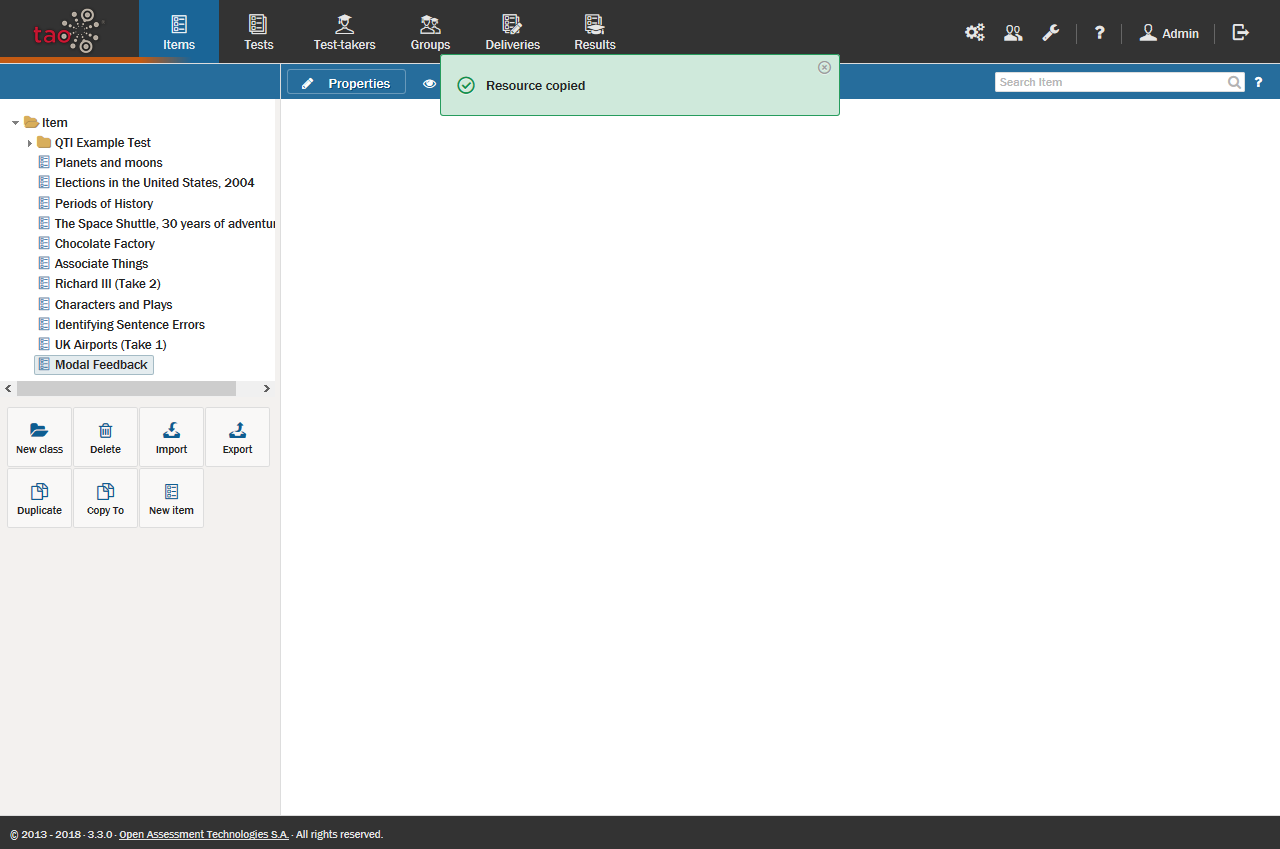 tao
Items
Tests
Test-takers
Groups
Deliveries
Results
?
Admin
Properties
Resource copied
Search Item
?
Item
QTI Example Test
Planets and moons
Elections in the United States, 2004
Periods of History
The Space Shuttle, 30 years of adventur
Chocolate Factory
Associate Things
Richard III (Take 2)
Characters and Plays
Identifying Sentence Errors
UK Airports (Take 1)
Modal Feedback
New class
Delete
Import
Export
Duplicate
Copy To
New item
© 2013 - 2018 · 3.3.0 · Open Assessment Technologies S.A. · All rights reserved.